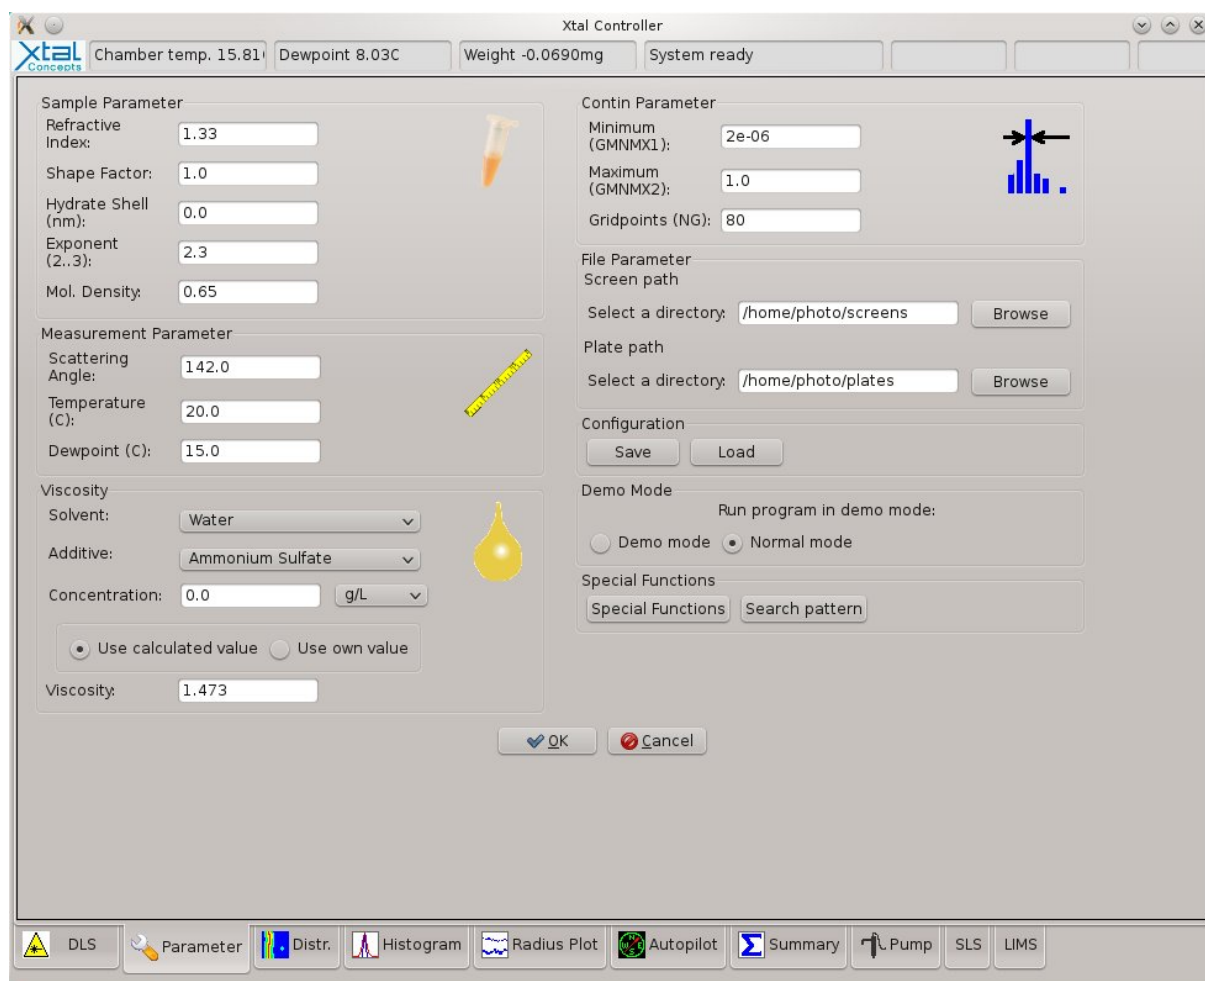 Xtal Controller
Xtal Concepts
Chamber temp. 15.81
Dewpoint 8.03C
Weight -0.0690mg
System ready
Sample Parameter
Refractive
Index:
1.33
Shape Factor:
1.0
Hydrate Shell
(nm):
0.0
Exponent
(2..3):
2.3
Mol. Density:
0.65
Measurement Parameter
Scattering
Angle:
142.0
Temperature
(C):
20.0
Dewpoint (C):
15.0
Viscosity
Solvent:
Water
Additive:
Ammonium Sulfate
Concentration:
0.0
g/L
Use calculated value
Use own value
Viscosity:
1.473
Contin Parameter
Minimum
(GMNMX1):
2e-06
Maximum
(GMNMX2):
1.0
Gridpoints (NG):
80
File Parameter
Screen path
Select a directory:
/home/photo/screens
Browse
Plate path
Select a directory:
/home/photo/plates
Browse
Configuration
Save
Load
Demo Mode
Run program in demo mode:
Demo mode
Normal mode
Special Functions
Special Functions
Search pattern
OK
Cancel
DLS
Parameter
Distr.
Histogram
Radius Plot
Autopilot
Summary
Pump
SLS
LIMS